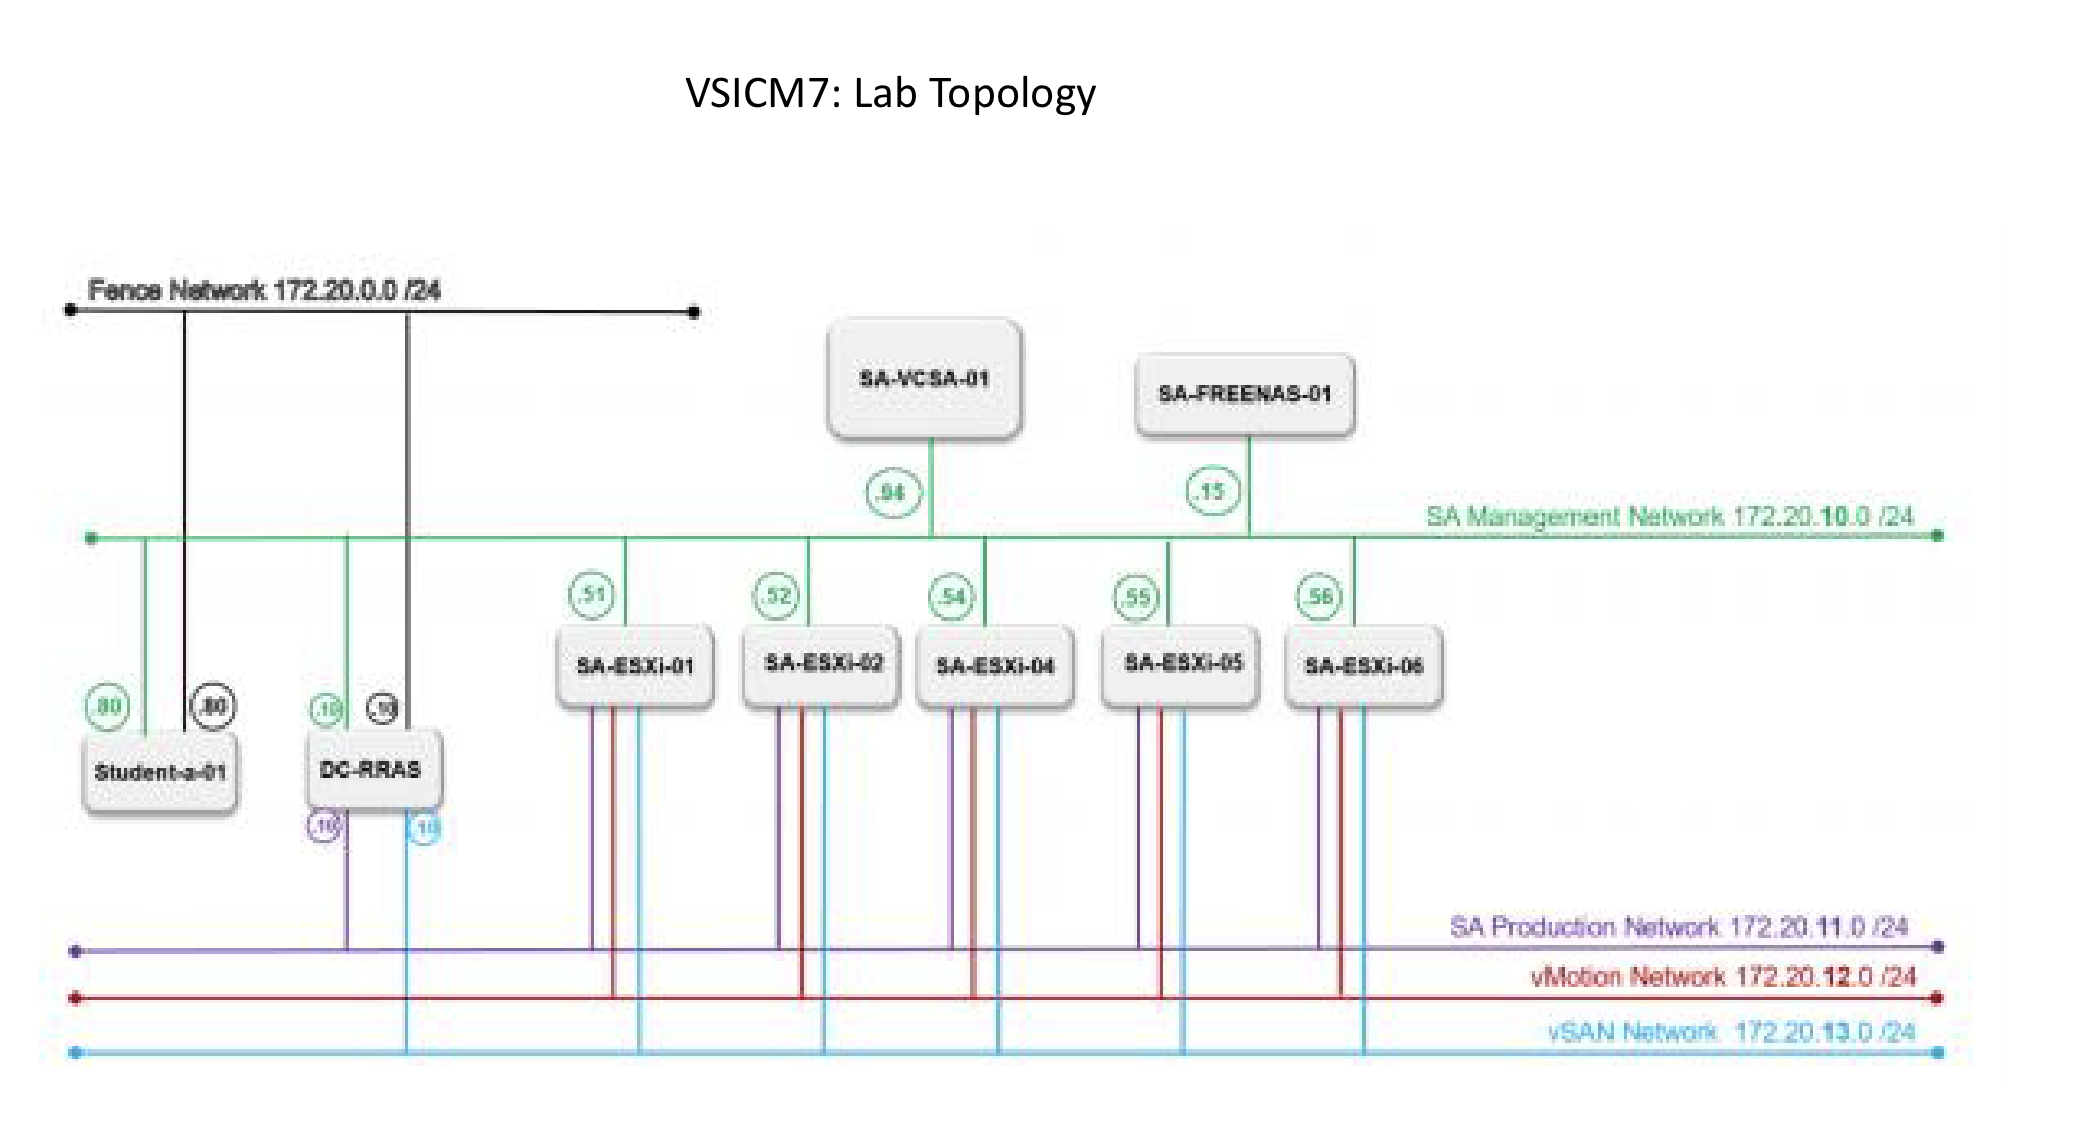 VSICM7: Lab Topology
Fence Network 172.20.0.0 /24
SA-VCSA-01
SA-FREENAS-01
.94
.15
SA Management Network 172.20.10.0 /24
.51
.52
.54
.55
.56
SA-ESXi-01
SA-ESXi-02
SA-ESXi-04
SA-ESXi-05
SA-ESXi-06
.80
.80
.10
.10
Student-a-01
DC-RRAS
.10
.10
SA Production Network 172.20.11.0 /24
vMotion Network 172.20.12.0 /24
vSAN Network 172.20.13.0 /24